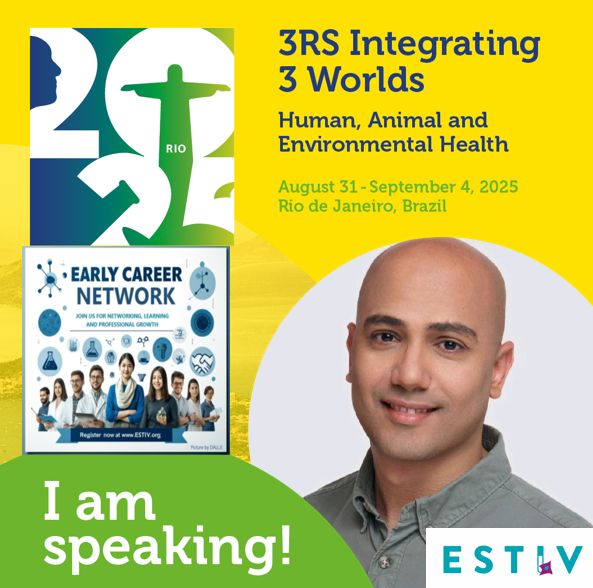 3RS Integrating
3 Worlds
Human, Animal and
Environmental Health
August 31 - September 4, 2025
Rio de Janeiro, Brazil
2025
RIO
EARLY CAREER
NETWORK
JOIN US FOR NETWORKING, LEARNING
AND PROFESSIONAL GROWTH
Register now at www.ESTIV.org
Picture by DALL.E
I am
speaking!
ESTIV